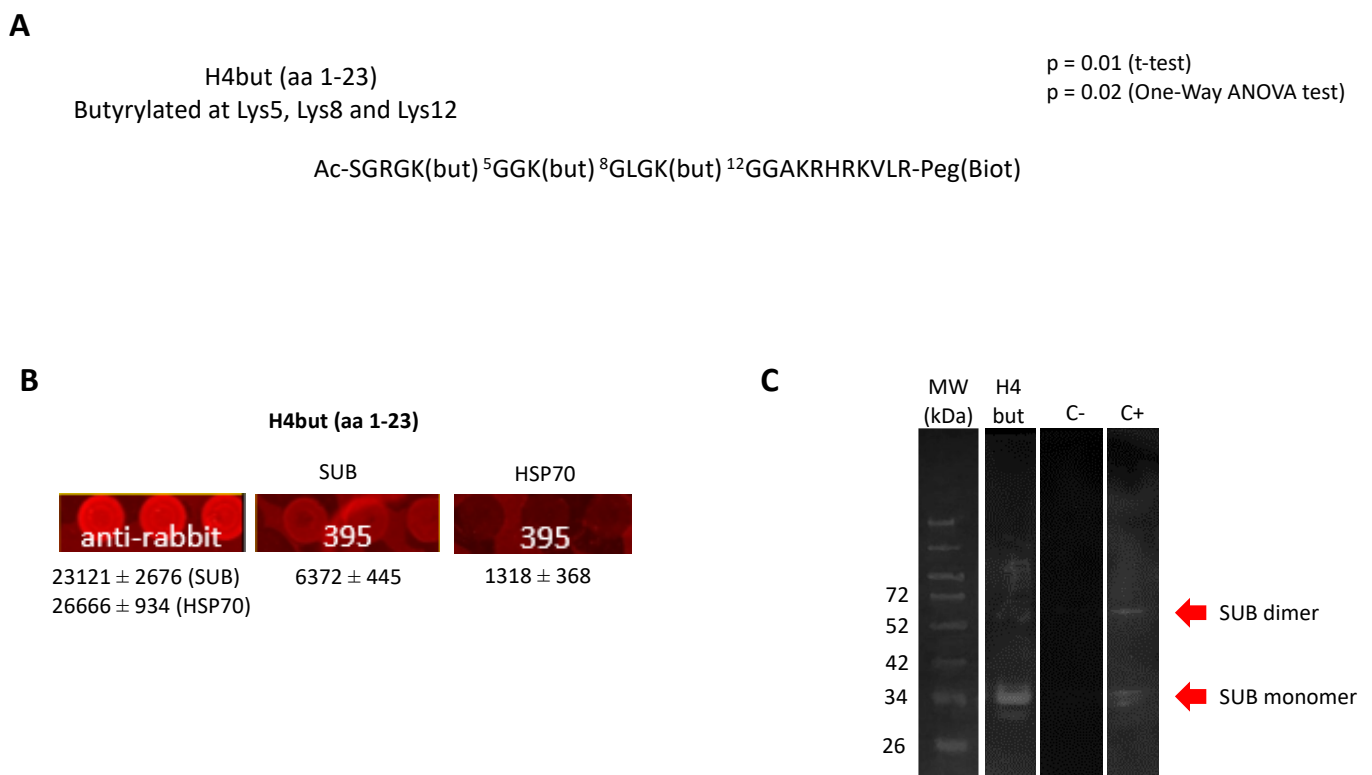 A
H4but (aa 1-23)
Butyrylated at Lys5, Lys8 and Lys12
p = 0.01 (t-test)
p = 0.02 (One-Way ANOVA test)
Ac-SGRGK(but) ⁵GGK(but) ⁸GLGK(but) ¹²GGAKRHRKVLR-Peg(Biot)
B
H4but (aa 1-23)
SUB
HSP70
anti-rabbit
395
395
23121 ± 2676 (SUB)
26666 ± 934 (HSP70)
6372 ± 445
1318 ± 368
C
MW
(kDa)
H4
but
C-
C+
72
52
42
34
26
SUB dimer
SUB monomer